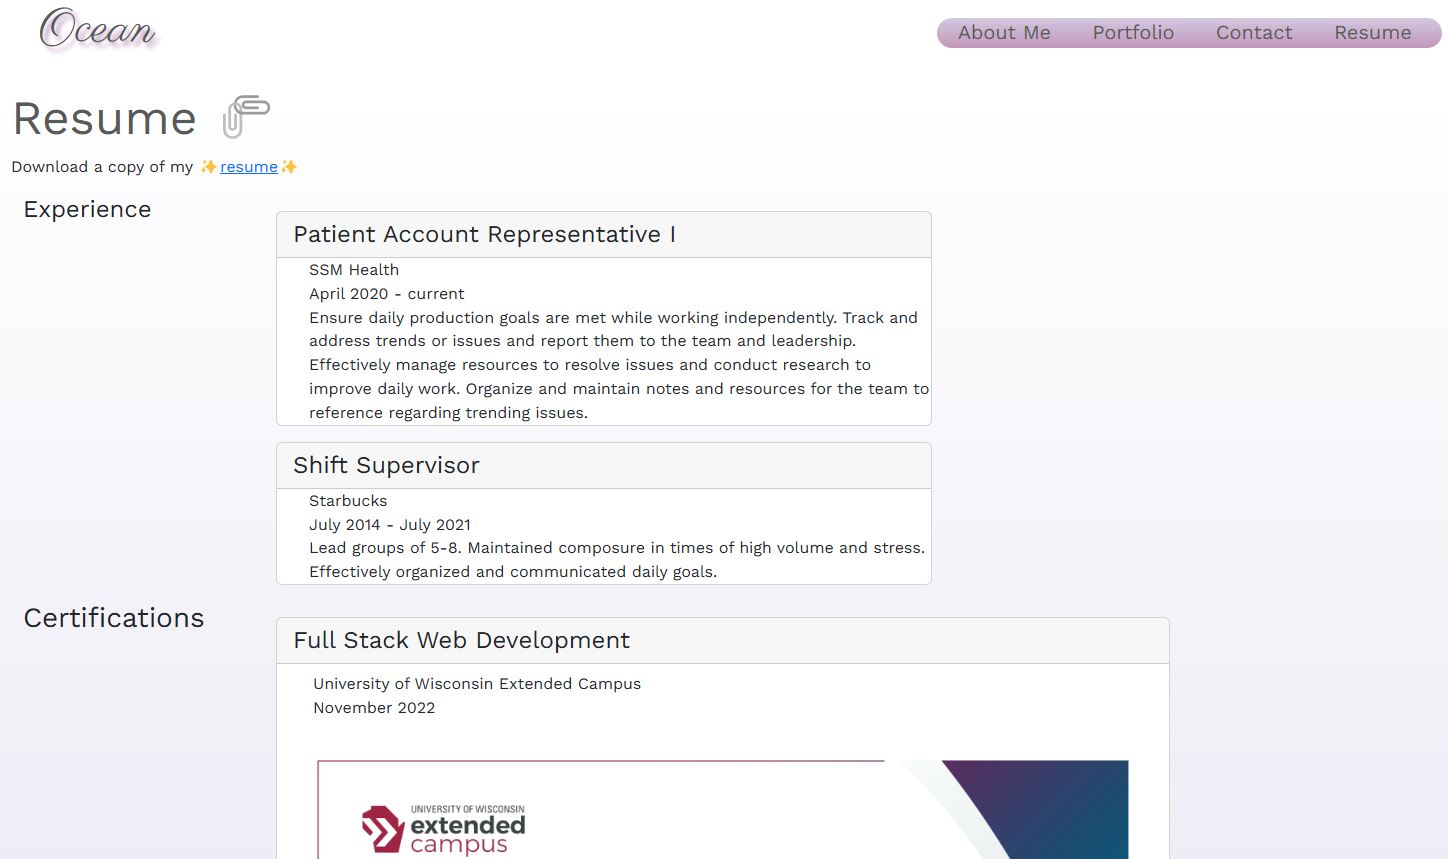 Ocean
About Me Portfolio Contact Resume
Resume
Download a copy of my ✨resume✨
Experience
Patient Account Representative I
SSM Health
April 2020 - current
Ensure daily production goals are met while working independently. Track and
address trends or issues and report them to the team and leadership.
Effectively manage resources to resolve issues and conduct research to
improve daily work. Organize and maintain notes and resources for the team to
reference regarding trending issues.
Shift Supervisor
Starbucks
July 2014 - July 2021
Lead groups of 5-8. Maintained composure in times of high volume and stress.
Effectively organized and communicated daily goals.
Certifications
Full Stack Web Development
University of Wisconsin Extended Campus
November 2022
UNIVERSITY OF WISCONSIN
extended
campus